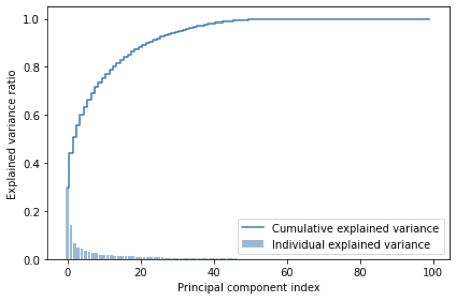 1.0
0.8
0.6
0.4
0.2
0.0
Explained variance ratio
Cumulative explained variance
Individual explained variance
0 20 40 60 80 100
Principal component index